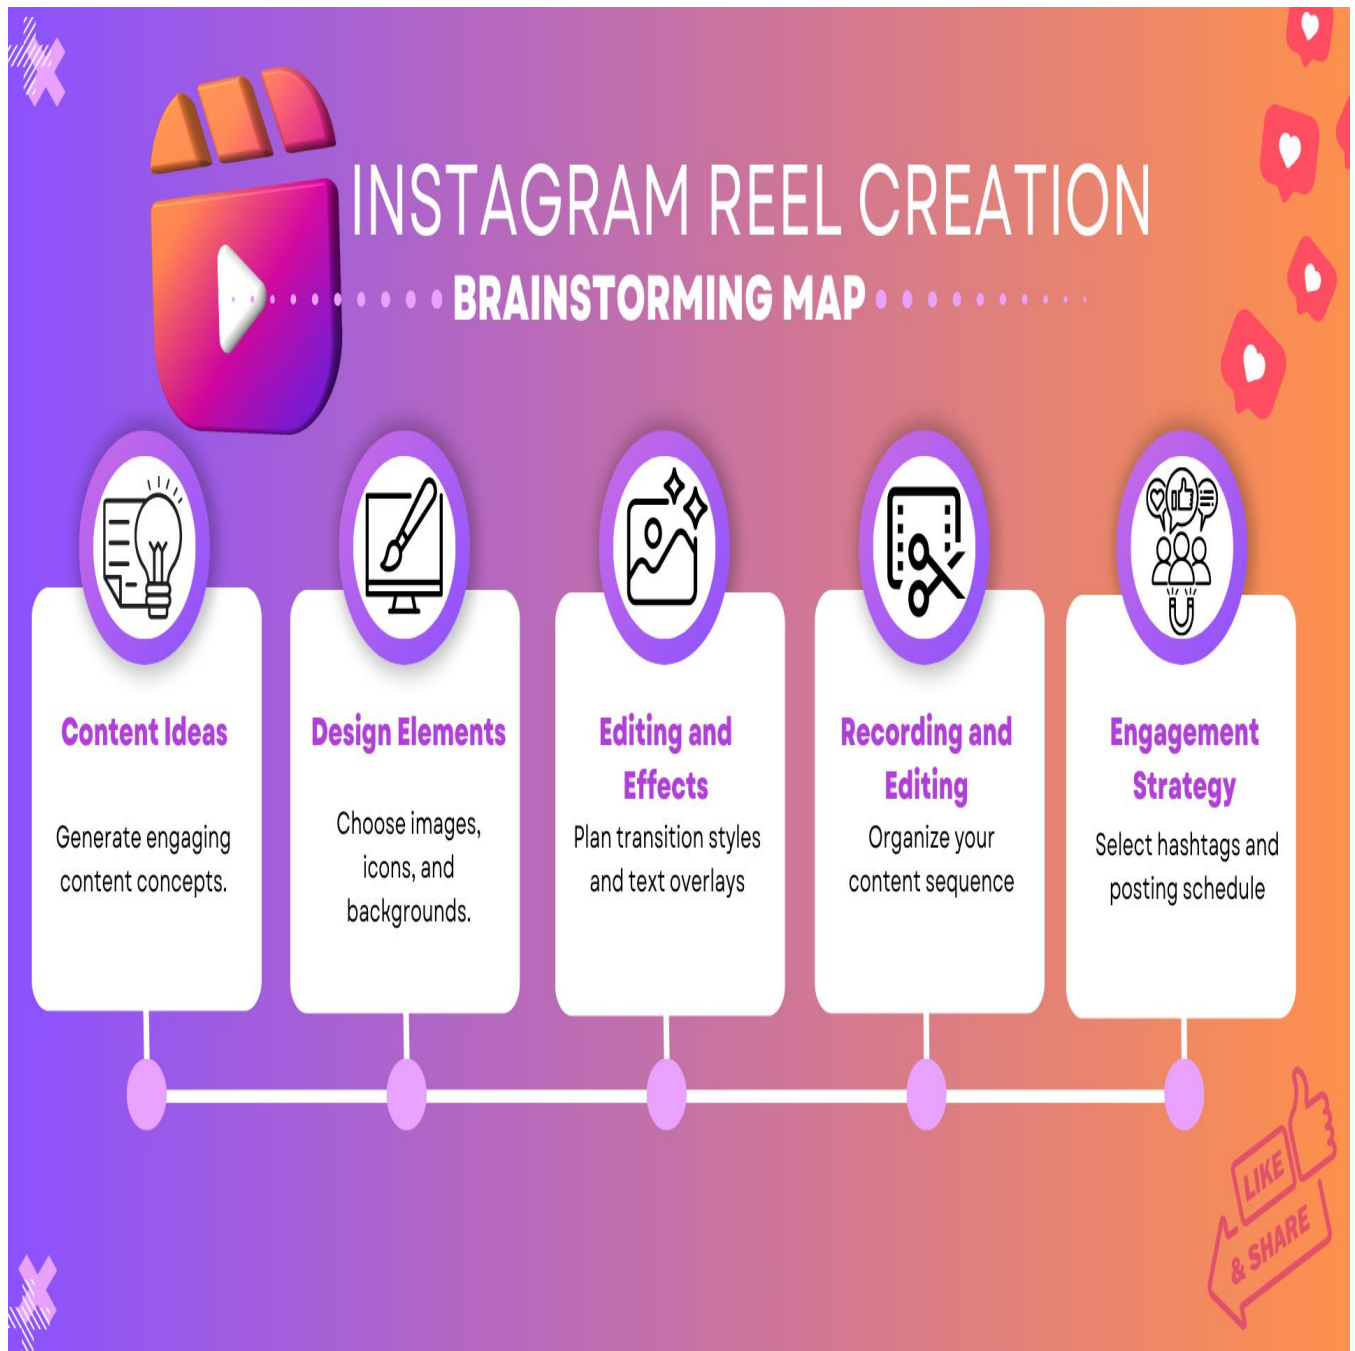 INSTAGRAM REEL CREATION
BRAINSTORMING MAP
Content Ideas
Generate engaging
content concepts.
Design Elements
Choose images,
icons, and
backgrounds.
Editing and
Effects
Plan transition styles
and text overlays
Recording and
Editing
Organize your
content sequence
Engagement
Strategy
Select hashtags and
posting schedule
LIKE
& SHARE